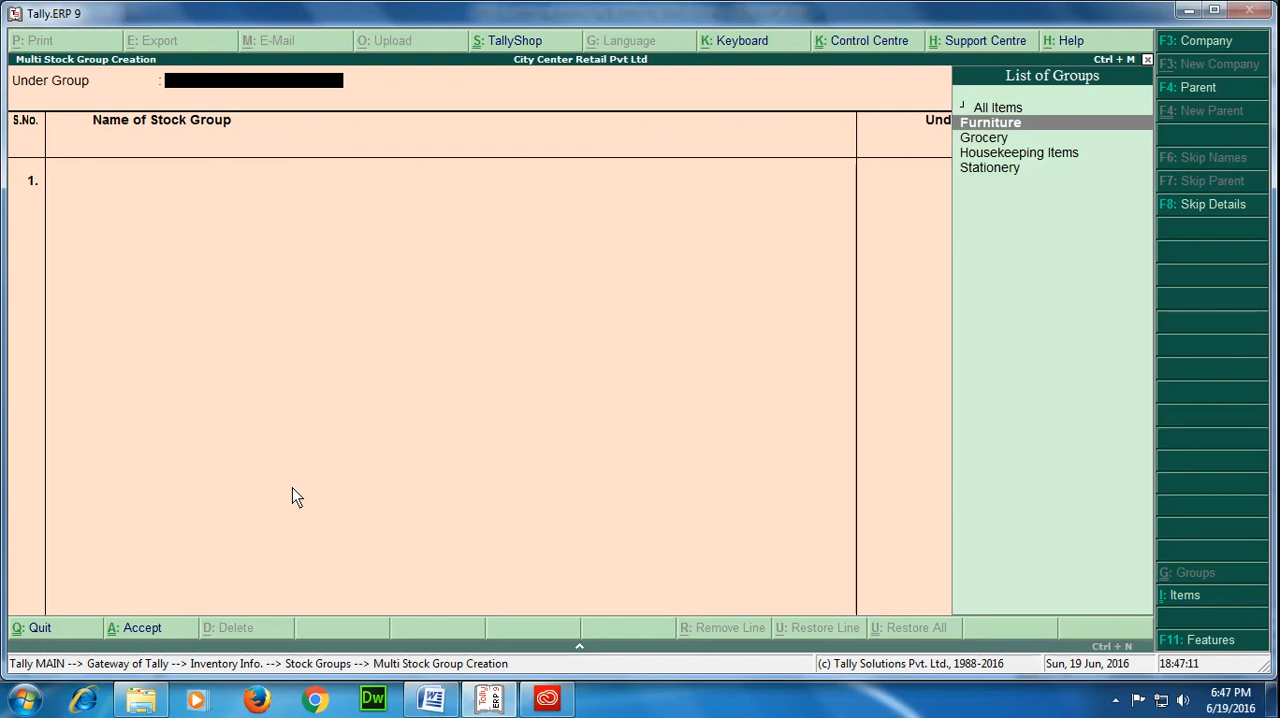 Tally.ERP 9
P: Print E: Export M: E-Mail O: Upload S: TallyShop G: Language K: Keyboard K: Control Centre H: Support Centre H: Help
F3: Company
Multi Stock Group Creation City Center Retail Pvt Ltd Ctrl + M
F3: New Company
Under Group :
List of Groups
F4: Parent
All Items
F4: New Parent
S.No. Name of Stock Group Und
Furniture
Grocery
Housekeeping Items
F6: Skip Names
Stationery
1.
F7: Skip Parent
F8: Skip Details
G: Groups
I: Items
Q: Quit A: Accept D: Delete R: Remove Line U: Restore Line U: Restore All
F11: Features
Ctrl + N
Tally MAIN --> Gateway of Tally --> Inventory Info. --> Stock Groups --> Multi Stock Group Creation (c) Tally Solutions Pvt. Ltd., 1988-2016 Sun, 19 Jun, 2016 18:47:11
Dw
W
Tally
ERP 9
6:47 PM
6/19/2016